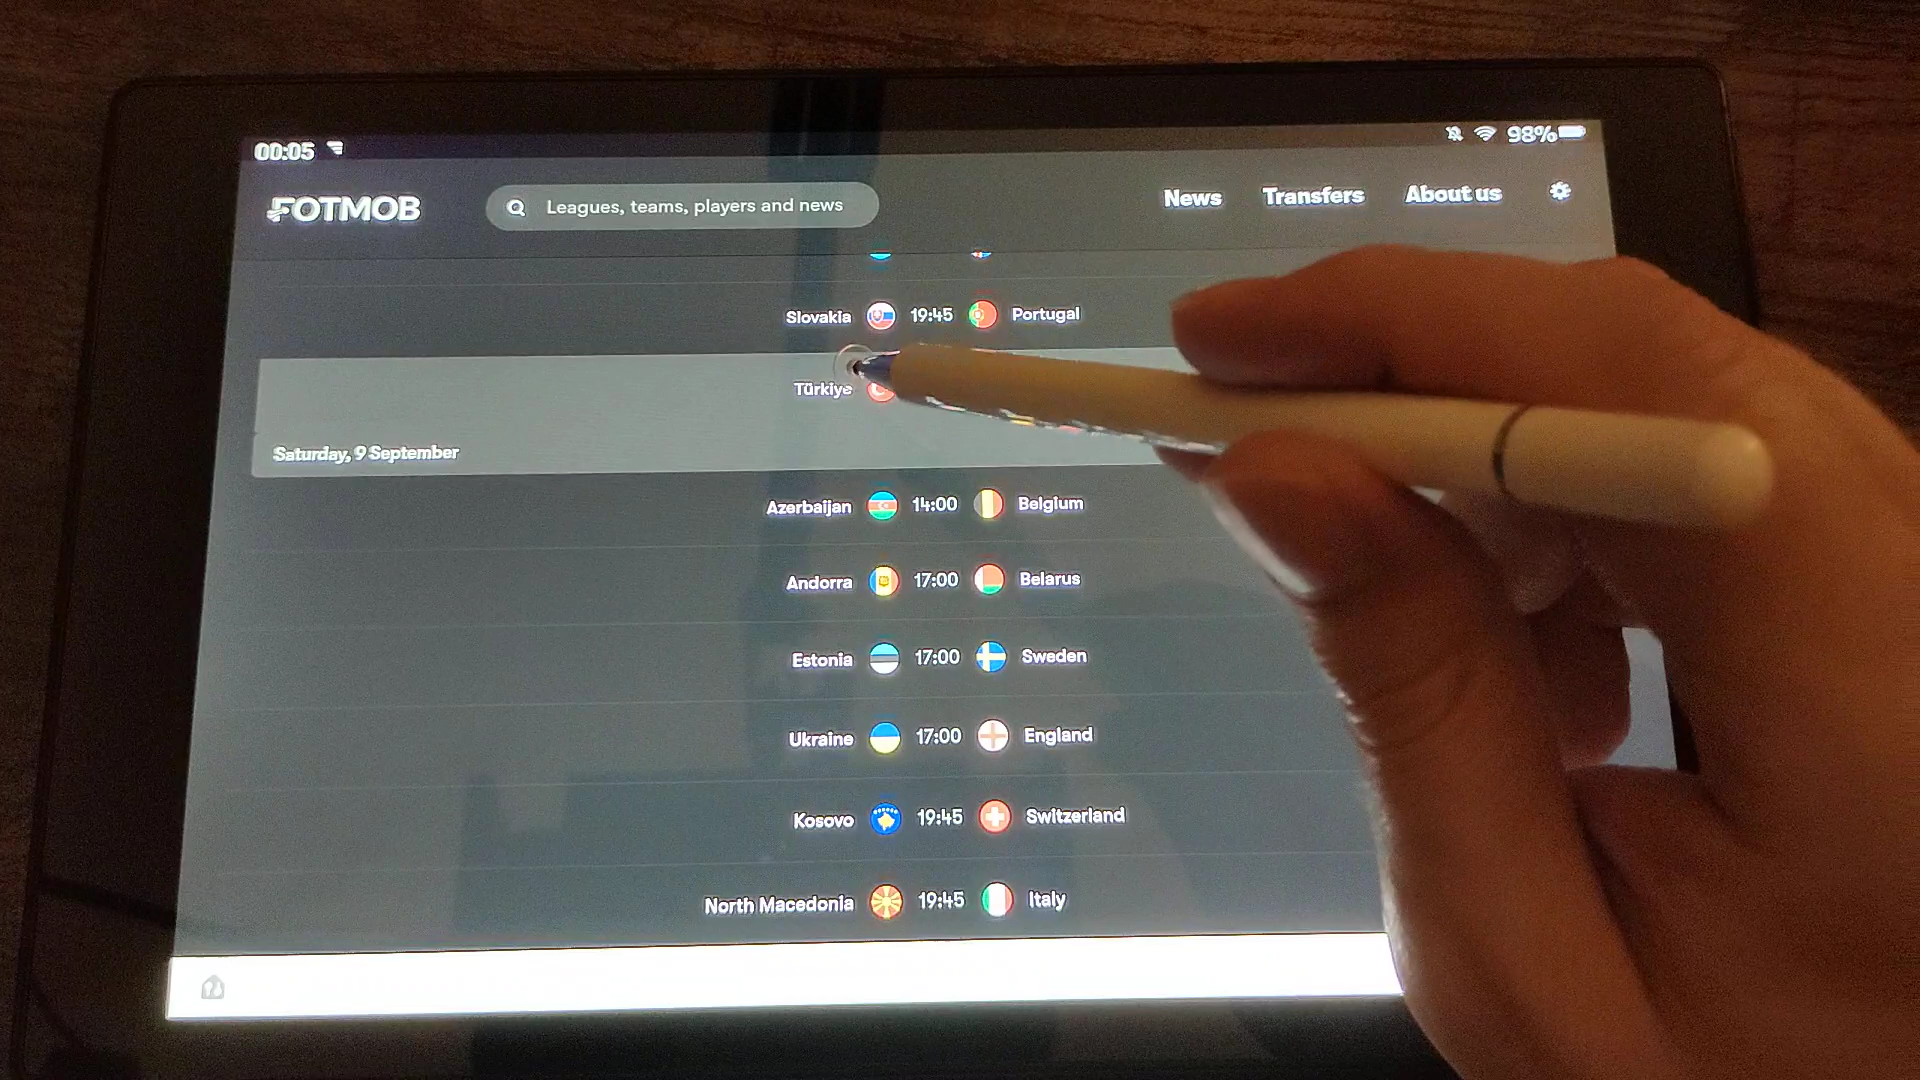 00:05 98%
FOTMOB Leagues, teams, players and news News Transfers About us
Slovakia 19:45 Portugal
Türkiye
Saturday, 9 September
Azerbaijan 14:00 Belgium
Andorra 17:00 Belarus
Estonia 17:00 Sweden
Ukraine 17:00 England
Kosovo 19:45 Switzerland
North Macedonia 19:45 Italy